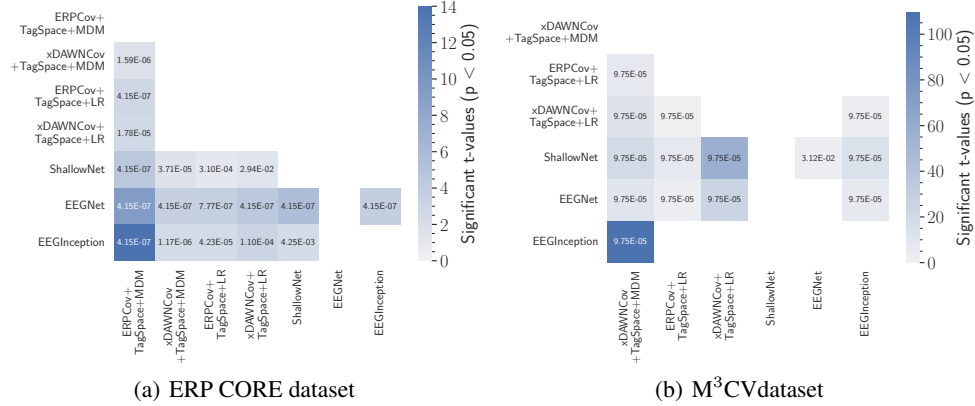 ERPCov+
TagSpace+MDM
xDAWNCov
+TagSpace+MDM
1.59E-06
ERPCov+
TagSpace+LR
4.15E-07
xDAWNCov+
TagSpace+LR
1.78E-05
ShallowNet
4.15E-07 3.71E-05 3.10E-04 2.94E-02
EEGNet
4.15E-07 4.15E-07 7.77E-07 4.15E-07 4.15E-07 4.15E-07
EEGInception
4.15E-07 1.17E-06 4.23E-05 1.10E-04 4.25E-03
ERPCov+
TagSpace+MDM
xDAWNCov
+TagSpace+MDM
ERPCov+
TagSpace+LR
xDAWNCov+
TagSpace+LR
ShallowNet
EEGNet
EEGInception
14
12
10
8
6
4
2
0
Significant t-values (p < 0.05)
(a) ERP CORE dataset
xDAWNCov
+TagSpace+MDM
ERPCov+
TagSpace+LR
9.75E-05
xDAWNCov+
TagSpace+LR
9.75E-05 9.75E-05 9.75E-05
ShallowNet
9.75E-05 9.75E-05 9.75E-05 3.12E-02 9.75E-05
EEGNet
9.75E-05 9.75E-05 9.75E-05 9.75E-05
EEGInception
9.75E-05
xDAWNCov
+TagSpace+MDM
ERPCov+
TagSpace+LR
xDAWNCov+
TagSpace+LR
ShallowNet
EEGNet
EEGInception
100
80
60
40
20
0
Significant t-values (p < 0.05)
(b) M³CVdataset